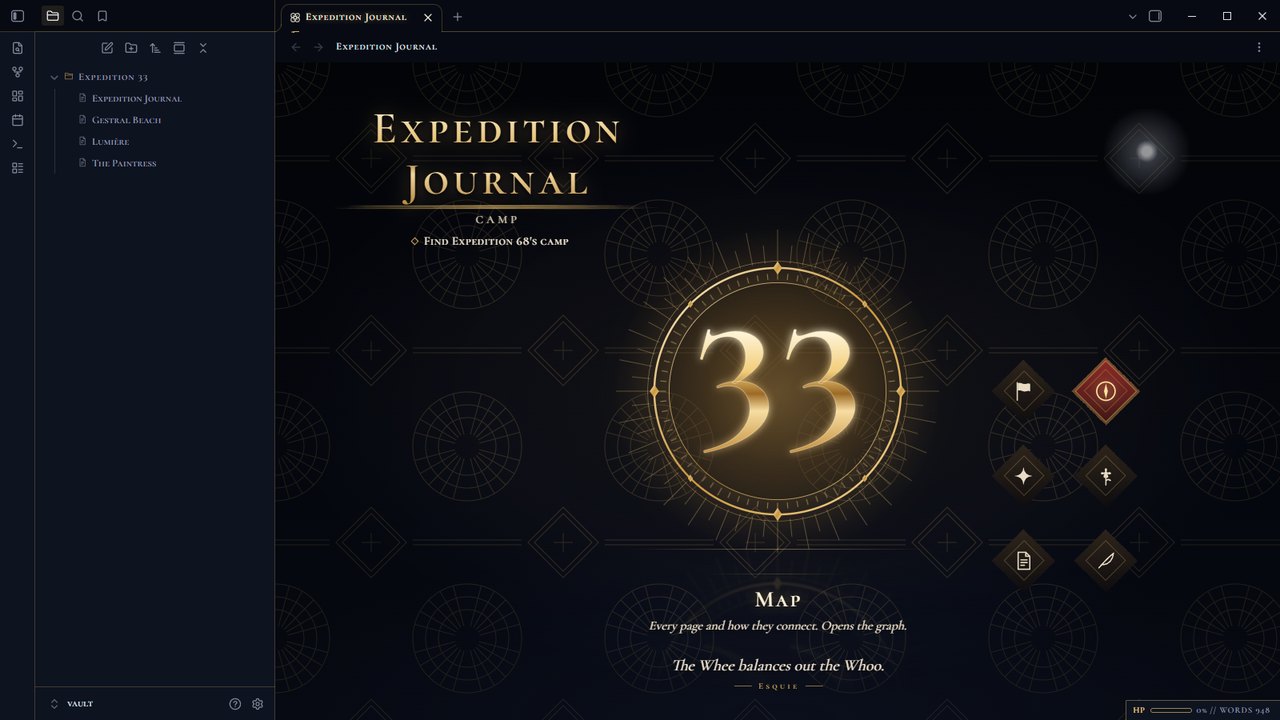 Expedition Journal
Expedition Journal
Expedition 33
Expedition Journal
Gestral Beach
Lumière
The Paintress
VAULT
Expedition
Journal
CAMP
Find Expedition 68's camp
33
Map
Every page and how they connect. Opens the graph.
The Whee balances out the Whoo.
Esquie
HP 0% // WORDS 948